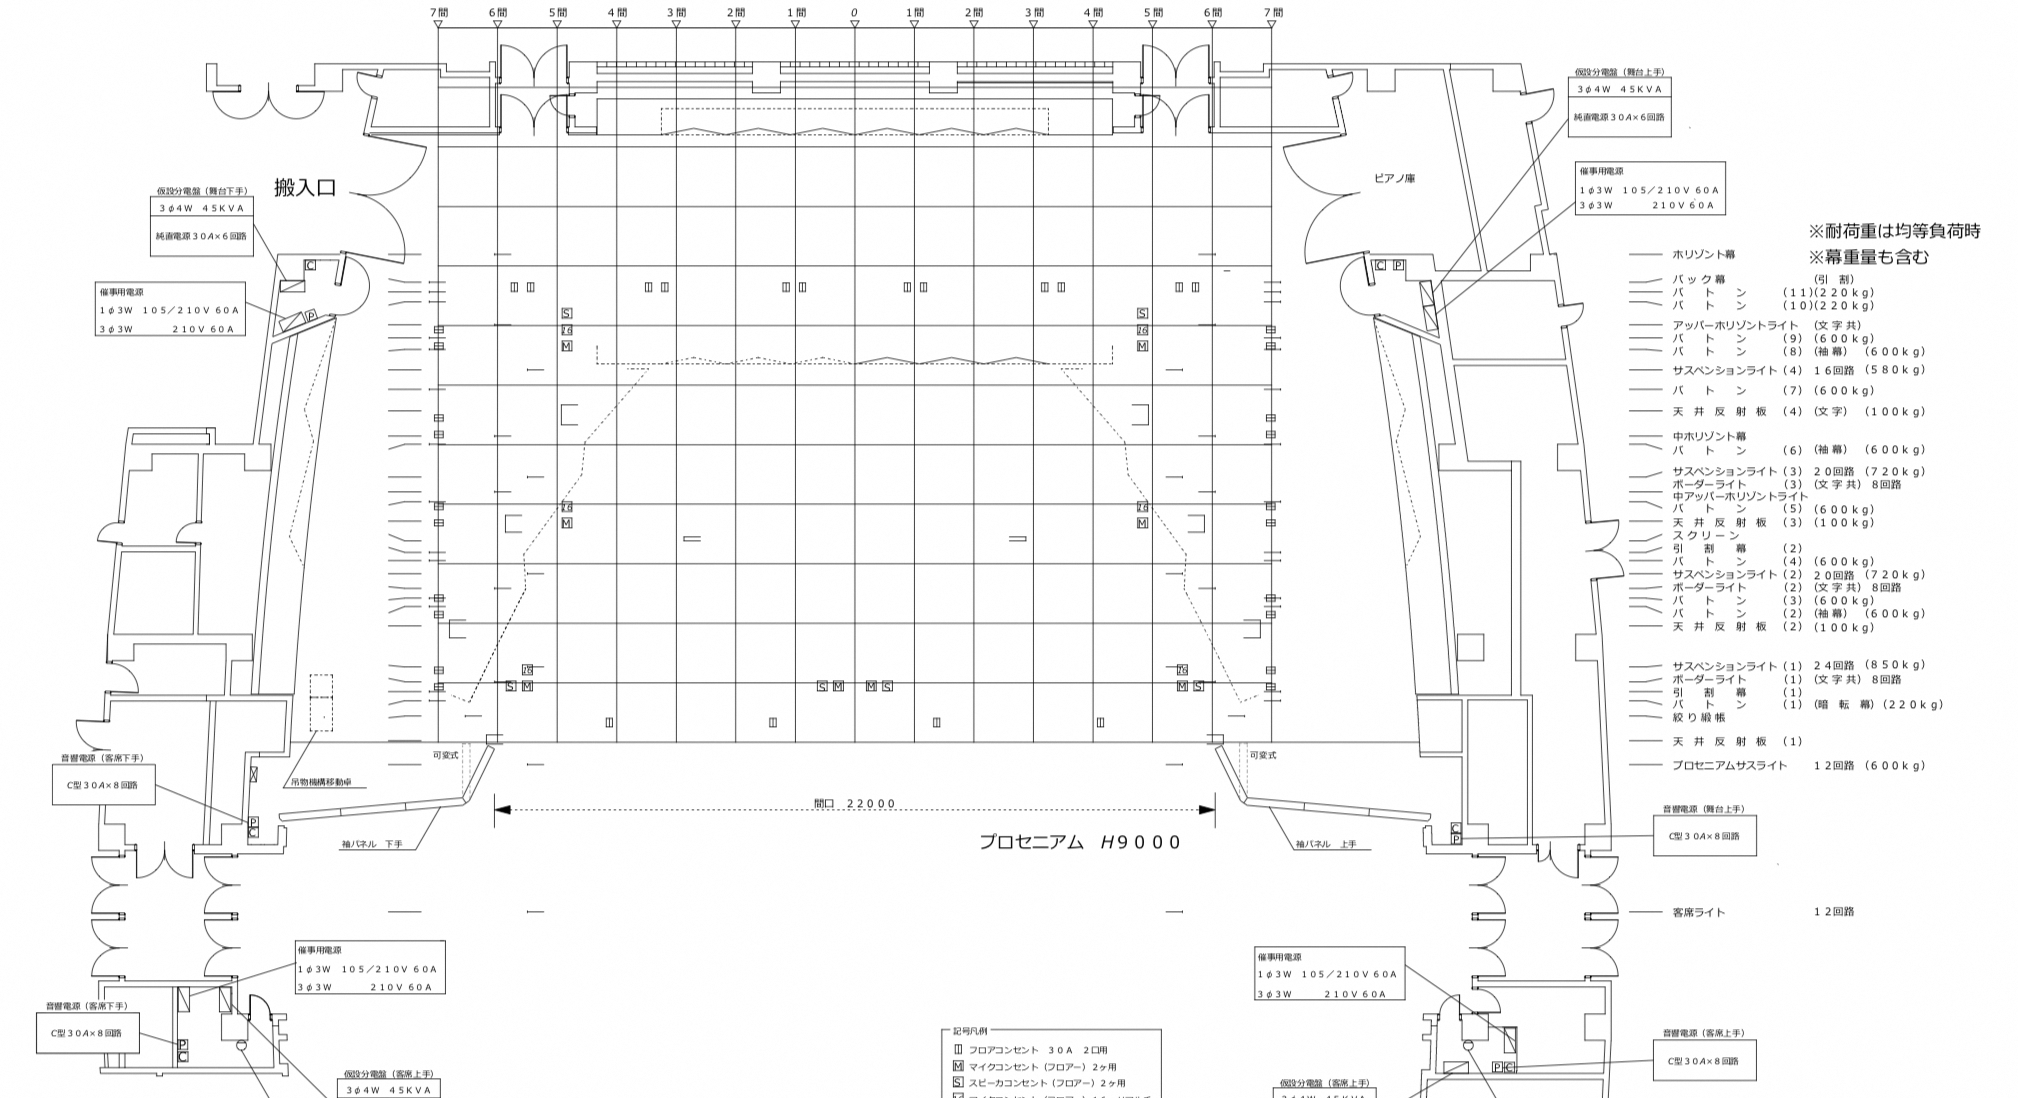 7間 6間 5間 4間 3間 2間 1間 0 1間 2間 3間 4間 5間 6間 7間
搬入口
仮設分電盤（舞台下手）
3φ4W 45KVA
純直電源30A×6回路
催事用電源
1φ3W 105/210V 60A
3φ3W 210V 60A
C
P
仮設分電盤（舞台上手）
3φ4W 45KVA
純直電源30A×6回路
催事用電源
1φ3W 105/210V 60A
3φ3W 210V 60A
ピアノ庫
C P
※耐荷重は均等負荷時
※幕重量も含む
ホリゾント幕
バック幕 （引 割）
バトン （11）(220kg)
バトン （10）(220kg)
アッパーホリゾントライト （文字共）
バトン （9）(600kg)
バトン （8）（袖幕）（600kg）
サスペンションライト（4） 16回路（580kg）
バトン （7）(600kg)
天井反射板 （4）（文字）（100kg）
中ホリゾント幕
バトン （6）（袖幕）（600kg）
サスペンションライト（3） 20回路（720kg）
ボーダーライト （3）（文字共）8回路
中アッパーホリゾントライト
バトン （5）（600kg）
天井反射板 （3）（100kg）
スクリーン
引割幕 （2）
バトン （4）（600kg）
サスペンションライト（2） 20回路（720kg）
ボーダーライト （2）（文字共）8回路
バトン （3）（600kg）
バトン （2）（袖幕）（600kg）
天井反射板 （2）（100kg）
サスペンションライト（1） 24回路（850kg）
ボーダーライト （1）（文字共）8回路
引割幕 （1）
バトン （1）（暗転幕）（220kg）
絞り緞帳
天井反射板 （1）
プロセニアムサスライト 12回路（600kg）
客席ライト 12回路
S S
16 16
M M
16 16
M M
16 16
S M S M M S M S
可変式 可変式
吊物機構移動卓
間口 22000
プロセニアム H9000
袖パネル 下手
袖パネル 上手
音響電源（客席下手）
C型30A×8回路
P
C
音響電源（舞台上手）
C型30A×8回路
C
P
催事用電源
1φ3W 105/210V 60A
3φ3W 210V 60A
音響電源（客席下手）
C型30A×8回路
P
C
仮設分電盤（客席上手）
3φ4W 45KVA
催事用電源
1φ3W 105/210V 60A
3φ3W 210V 60A
音響電源（客席上手）
C型30A×8回路
P C
仮設分電盤（客席上手）
記号凡例
フロアコンセント 30A 2口用
M マイクコンセント（フロアー）2ヶ用
S スピーカコンセント（フロアー）2ヶ用